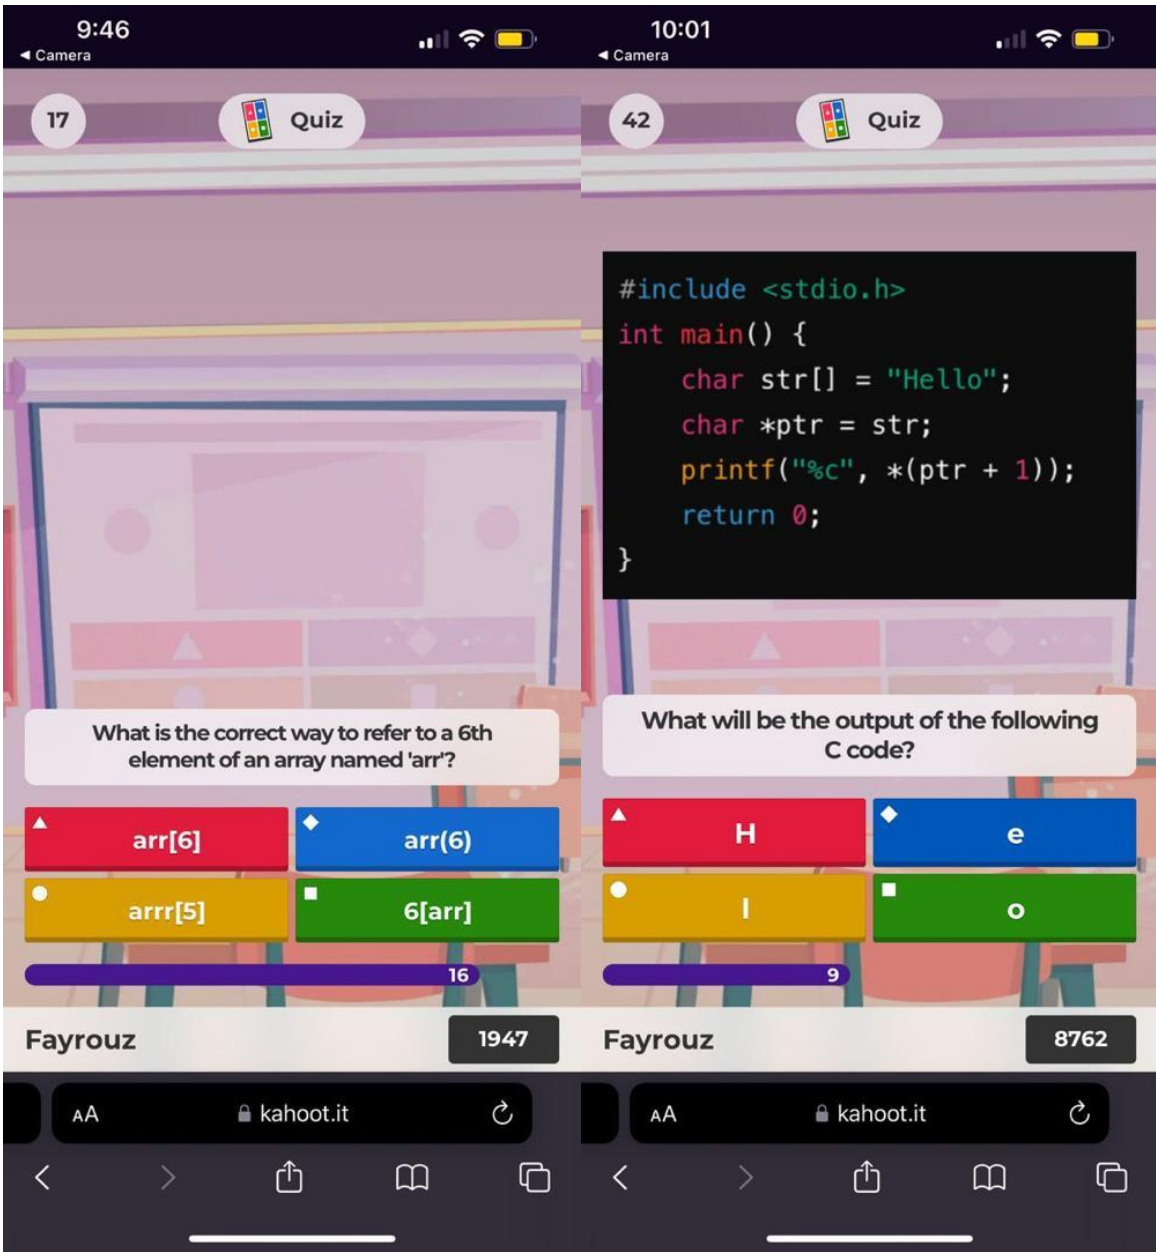 9:46
◀ Camera
17
Quiz
What is the correct way to refer to a 6th
element of an array named 'arr'?
arr[6]
arr(6)
arrr[5]
6[arr]
16
Fayrouz
1947
AA
kahoot.it
10:01
◀ Camera
42
Quiz
#include <stdio.h>
int main() {
    char str[] = "Hello";
    char *ptr = str;
    printf("%c", *(ptr + 1));
    return 0;
}
What will be the output of the following
C code?
H
e
l
o
9
Fayrouz
8762
AA
kahoot.it